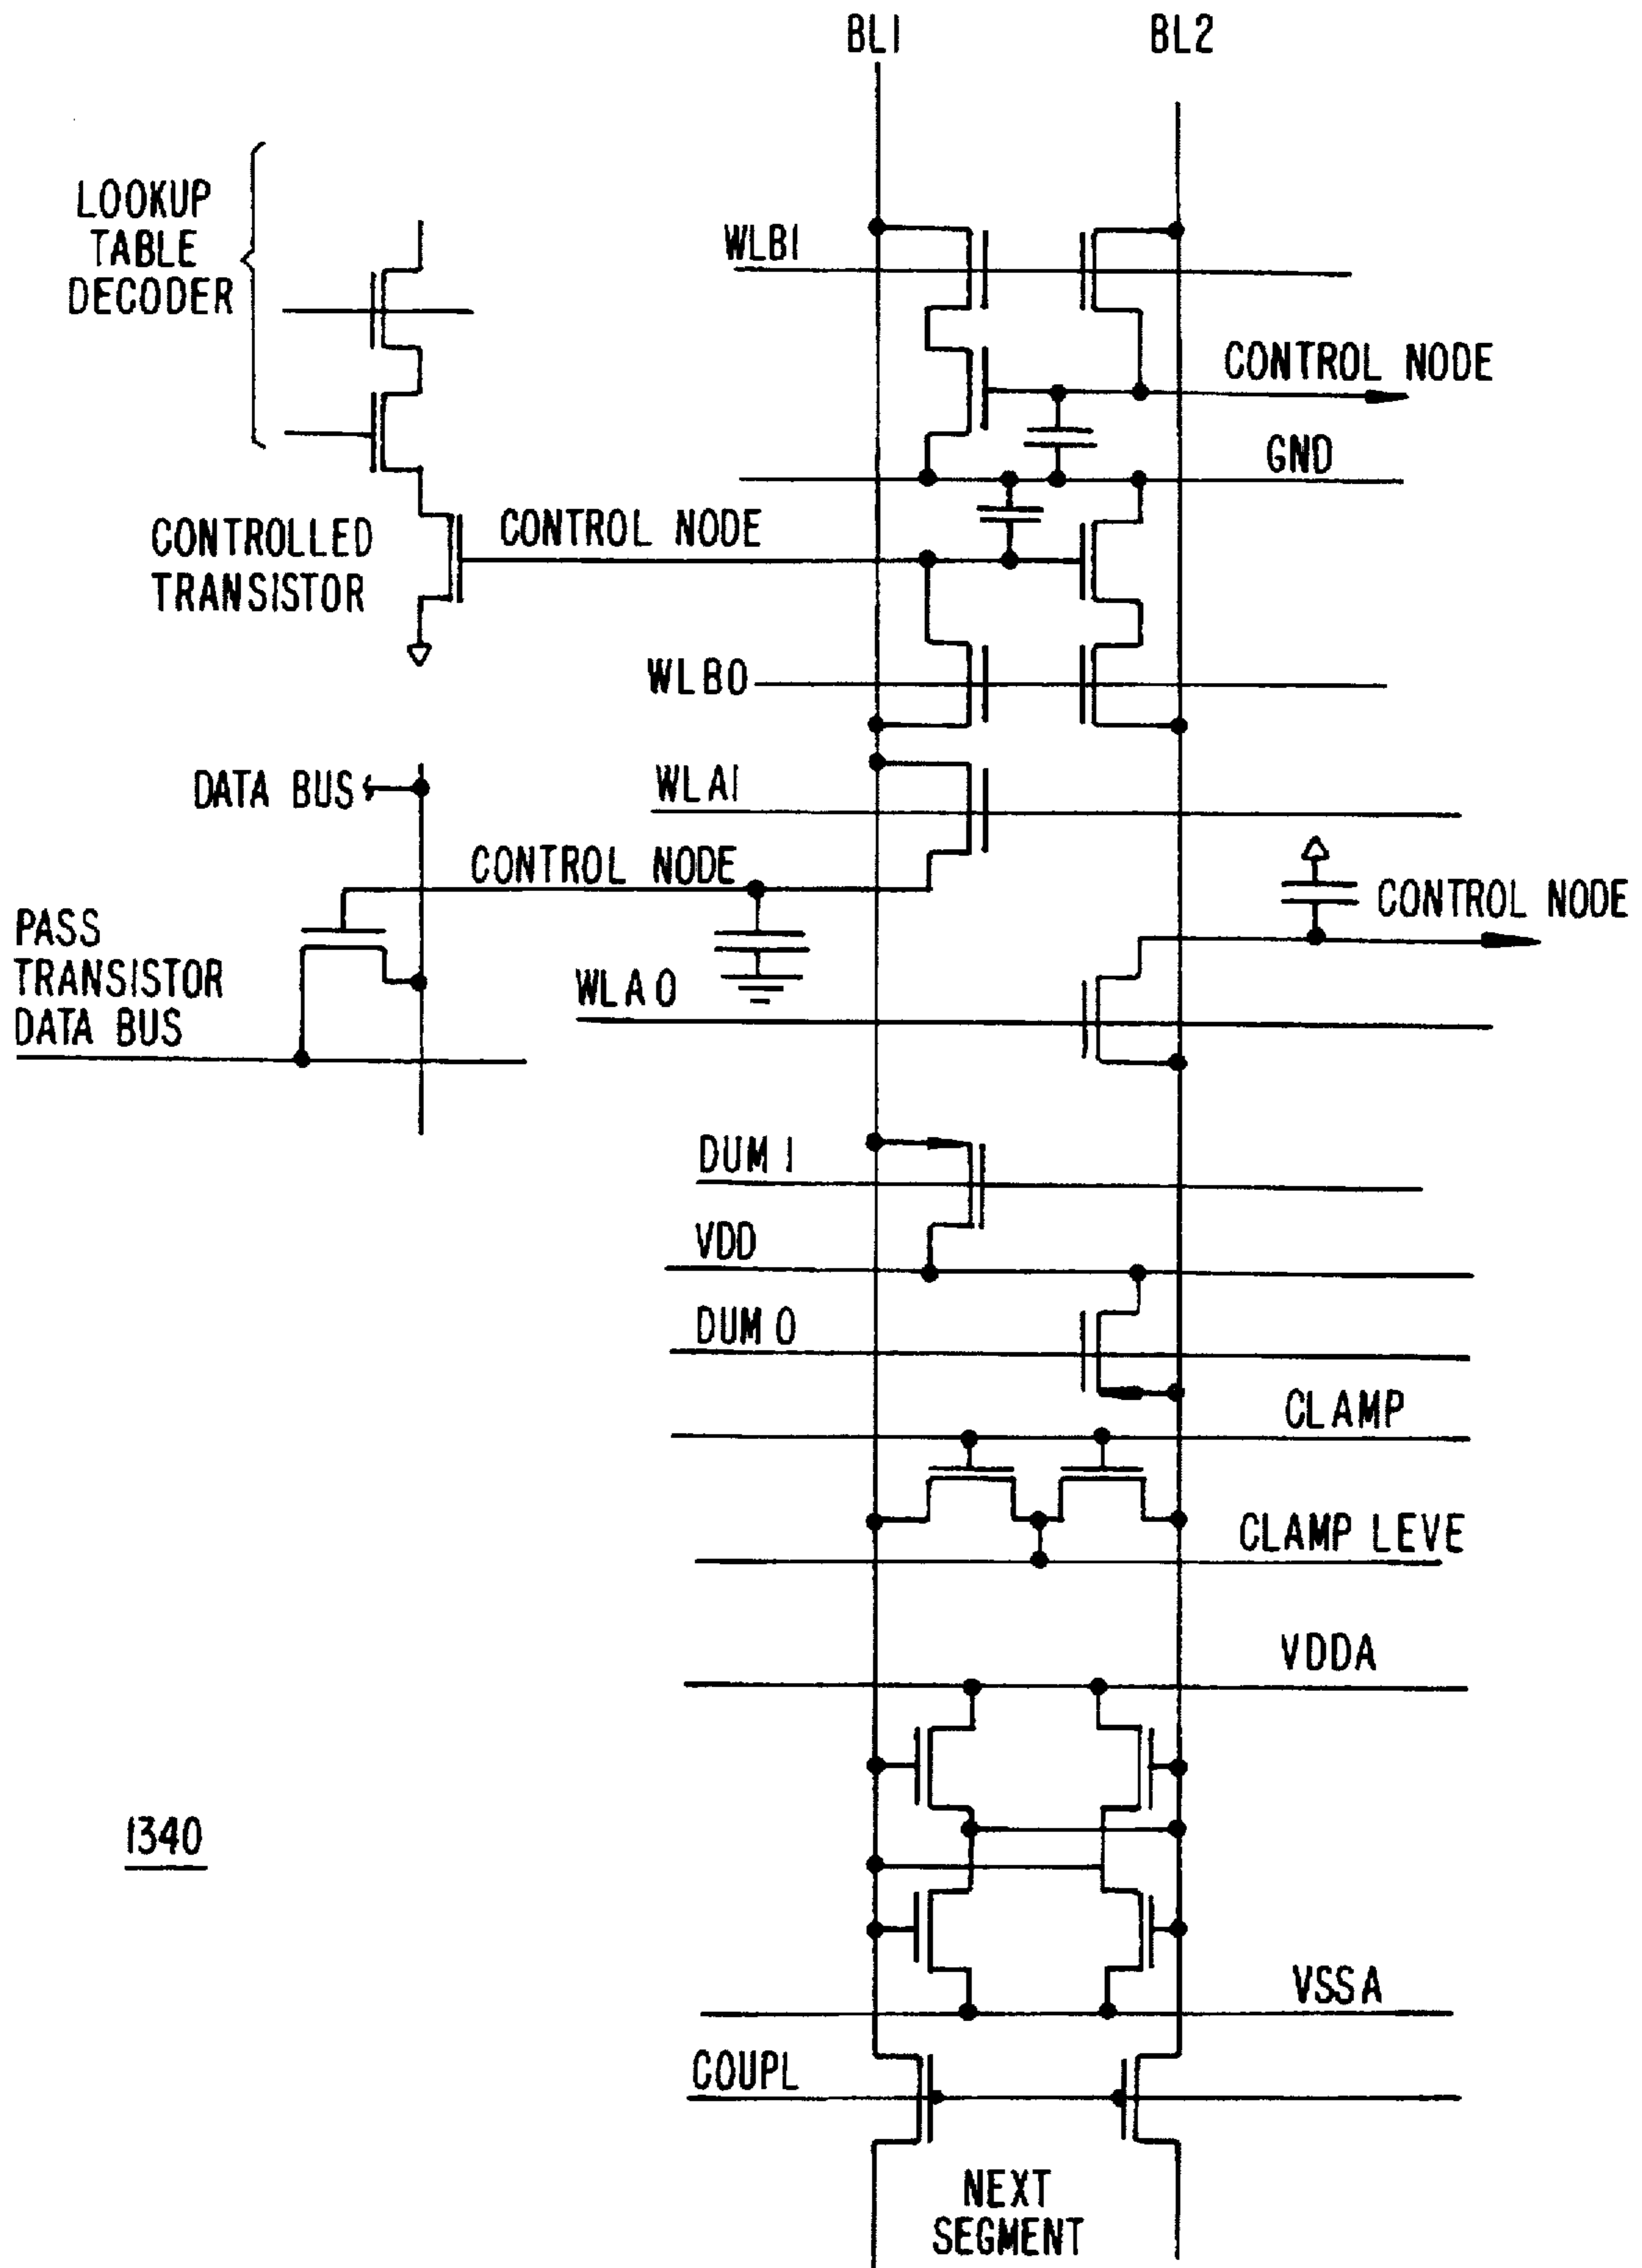 BL1
BL2
LOOKUP
TABLE
DECODER
WLB1
CONTROL NODE
GND
CONTROLLED
TRANSISTOR
CONTROL NODE
WLB0
DATA BUS
WLA1
CONTROL NODE
CONTROL NODE
PASS
TRANSISTOR
DATA BUS
WLA0
DUM 1
VDD
DUM 0
CLAMP
CLAMP LEVE
VDDA
1340
VSSA
COUPL
NEXT
SEGMENT